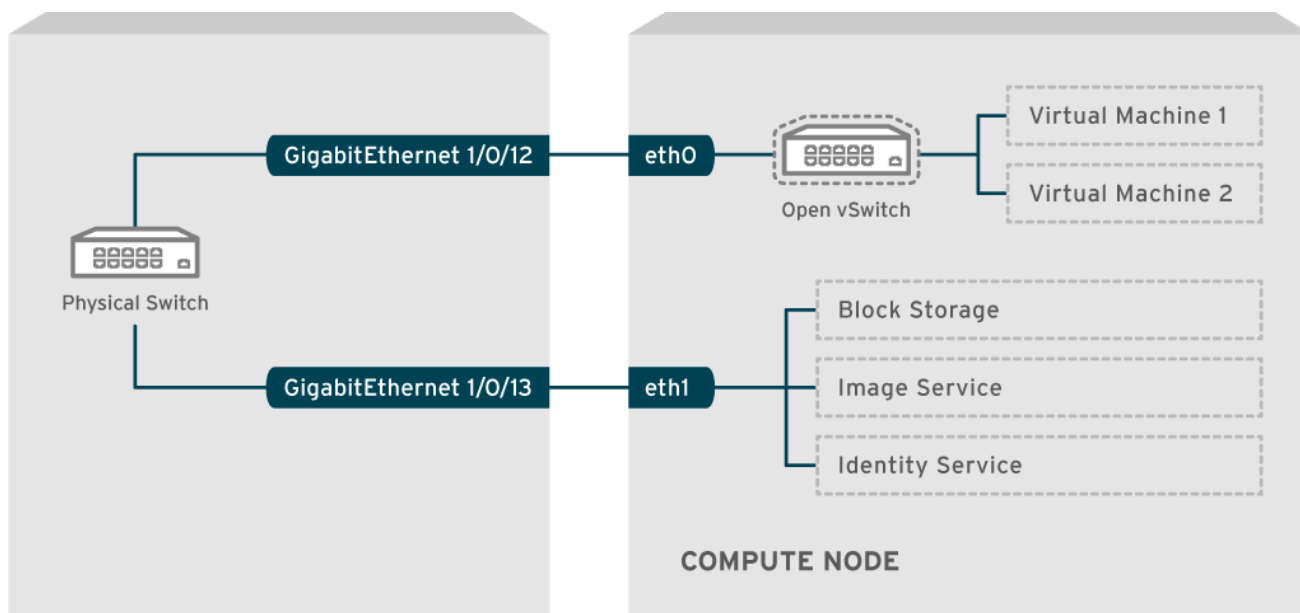 Physical Switch
GigabitEthernet 1/0/12
GigabitEthernet 1/0/13
eth0
Open vSwitch
Virtual Machine 1
Virtual Machine 2
eth1
Block Storage
Image Service
Identity Service
COMPUTE NODE